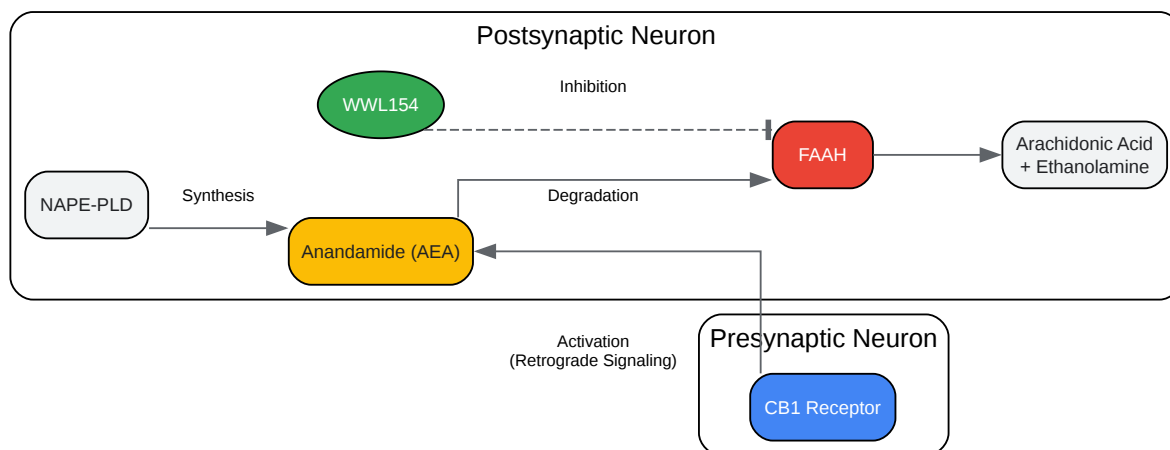 Postsynaptic Neuron
WWL154
Inhibition
FAAH
Arachidonic Acid
+ Ethanolamine
NAPE-PLD
Synthesis
Degradation
Anandamide (AEA)
Activation
(Retrograde Signaling)
Presynaptic Neuron
CB1 Receptor